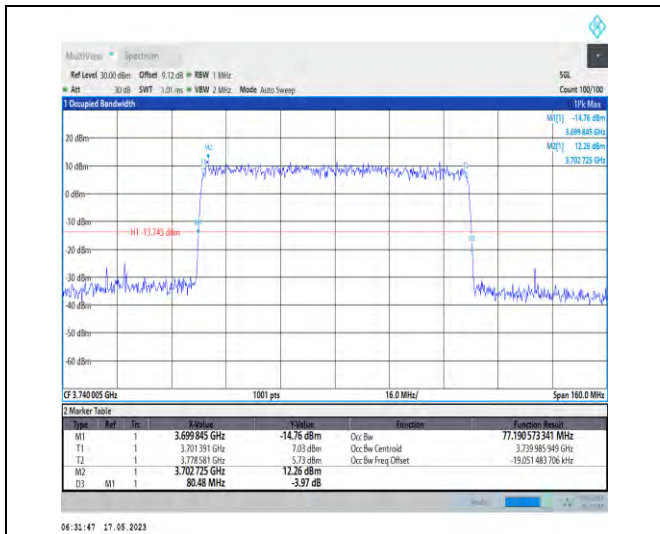 MultiView Spectrum
Ref Level 30.00 dBm Offset 9.12 dB RBW 1 MHz SGL
Att 30 dB SWT 1.01 ms VBW 2 MHz Mode Auto Sweep Count 100/100
1 Occupied Bandwidth 1Pk Max
M1[1] -14.76 dBm
3.699 845 GHz
M2[1] 12.26 dBm
3.702 725 GHz
M2
20 dBm
10 dBm
0 dBm
-10 dBm
H1 -13.743 dBm
-20 dBm
-30 dBm
-40 dBm
-50 dBm
-60 dBm
CF 3.740 005 GHz 1001 pts 16.0 MHz/ Span 160.0 MHz
2 Marker Table
Type Ref Trc X-Value Y-Value Function Function Result
M1 1 3.699 845 GHz -14.76 dBm Occ Bw 77.190 573 341 MHz
T1 1 3.701 391 GHz 7.03 dBm Occ Bw Centroid 3.739 985 949 GHz
T2 1 3.778 581 GHz 5.73 dBm Occ Bw Freq Offset -19.051 483 706 kHz
M2 1 3.702 725 GHz 12.26 dBm
D3 M1 1 80.48 MHz -3.97 dB
06:31:47 17.05.2023